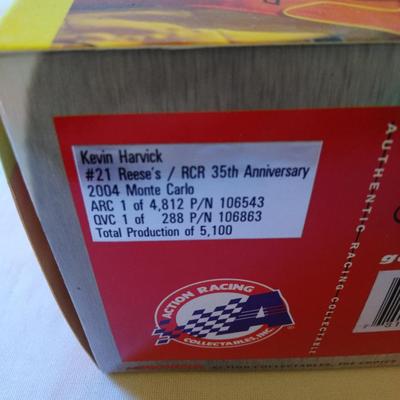 Kevin Harvick
#21 Reese's / RCR 35th Anniversary
2004 Monte Carlo
ARC 1 of 4,812 P/N 106543
QVC 1 of 288 P/N 106863
Total Production of 5,100
ACTION RACING
COLLECTABLES, INC.
AUTHENTIC RACING COLLECTABLE